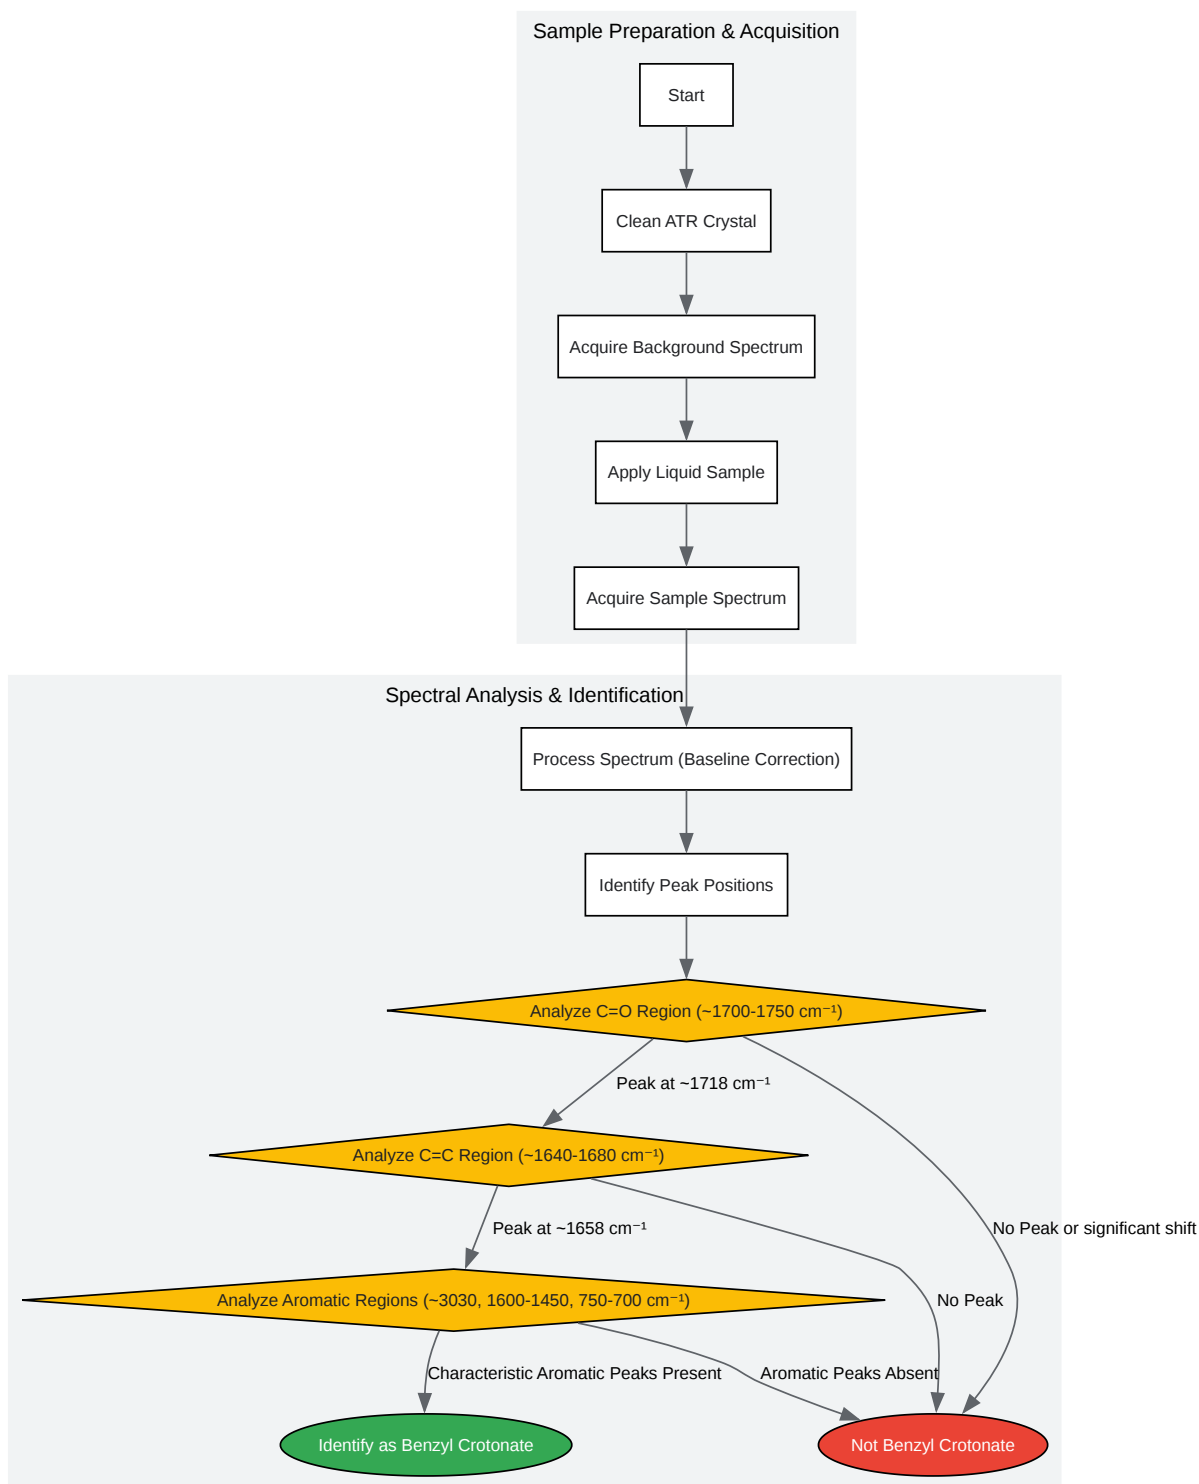 Sample Preparation & Acquisition
Start
Clean ATR Crystal
Acquire Background Spectrum
Apply Liquid Sample
Acquire Sample Spectrum
Spectral Analysis & Identification
Process Spectrum (Baseline Correction)
Identify Peak Positions
Analyze C=O Region (~1700-1750 cm⁻¹)
Peak at ~1718 cm⁻¹
Analyze C=C Region (~1640-1680 cm⁻¹)
Peak at ~1658 cm⁻¹
No Peak or significant shift
Analyze Aromatic Regions (~3030, 1600-1450, 750-700 cm⁻¹)
No Peak
Characteristic Aromatic Peaks Present
Aromatic Peaks Absent
Identify as Benzyl Crotonate
Not Benzyl Crotonate